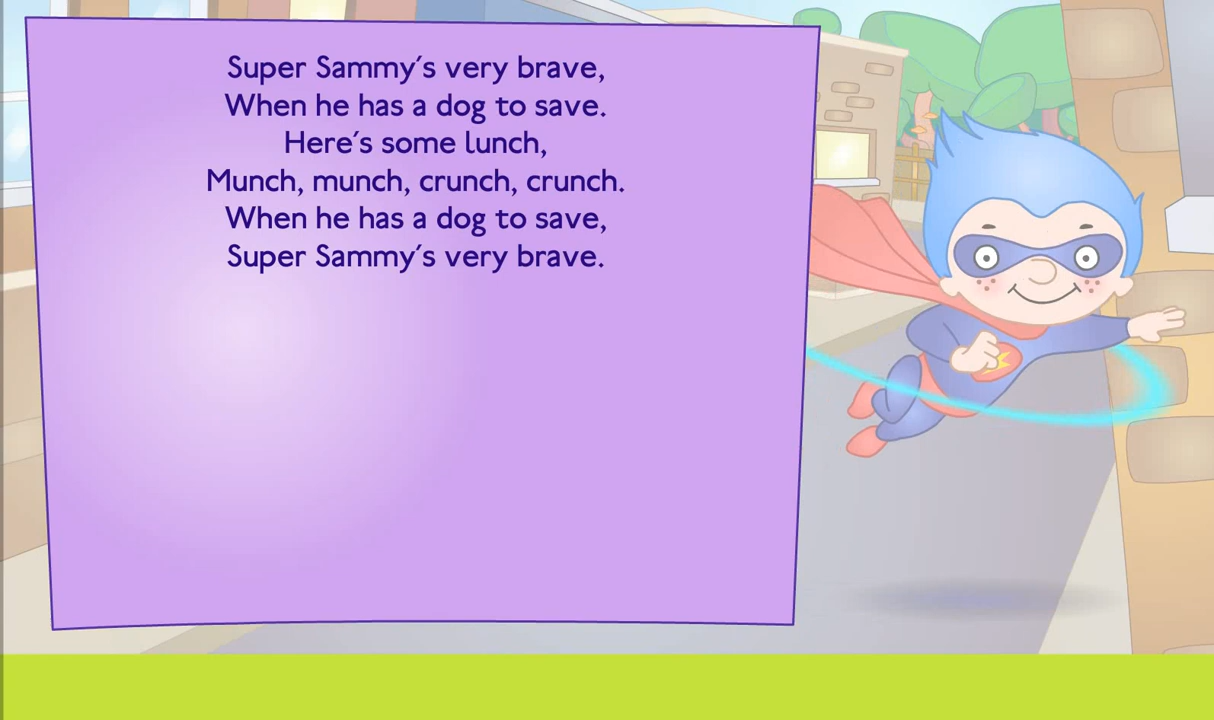 Super Sammy's very brave,
When he has a dog to save.
Here's some lunch,
Munch, munch, crunch, crunch.
When he has a dog to save,
Super Sammy's very brave.